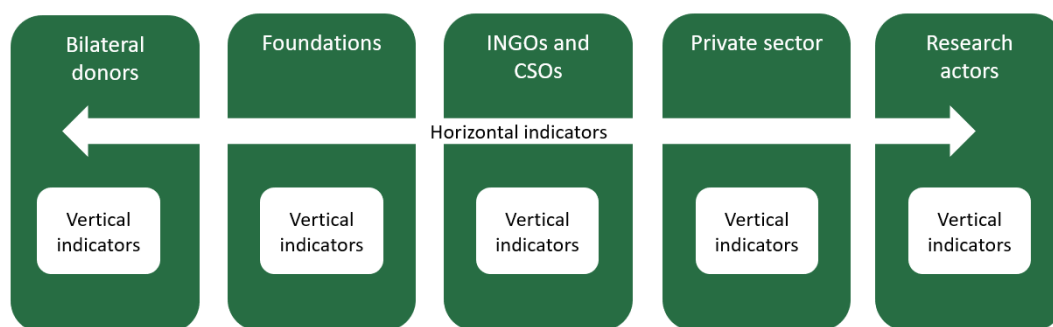 Bilateral
donors
Foundations
INGOs and
CSOs
Private sector
Research
actors
Horizontal indicators
Vertical
indicators
Vertical
indicators
Vertical
indicators
Vertical
indicators
Vertical
indicators